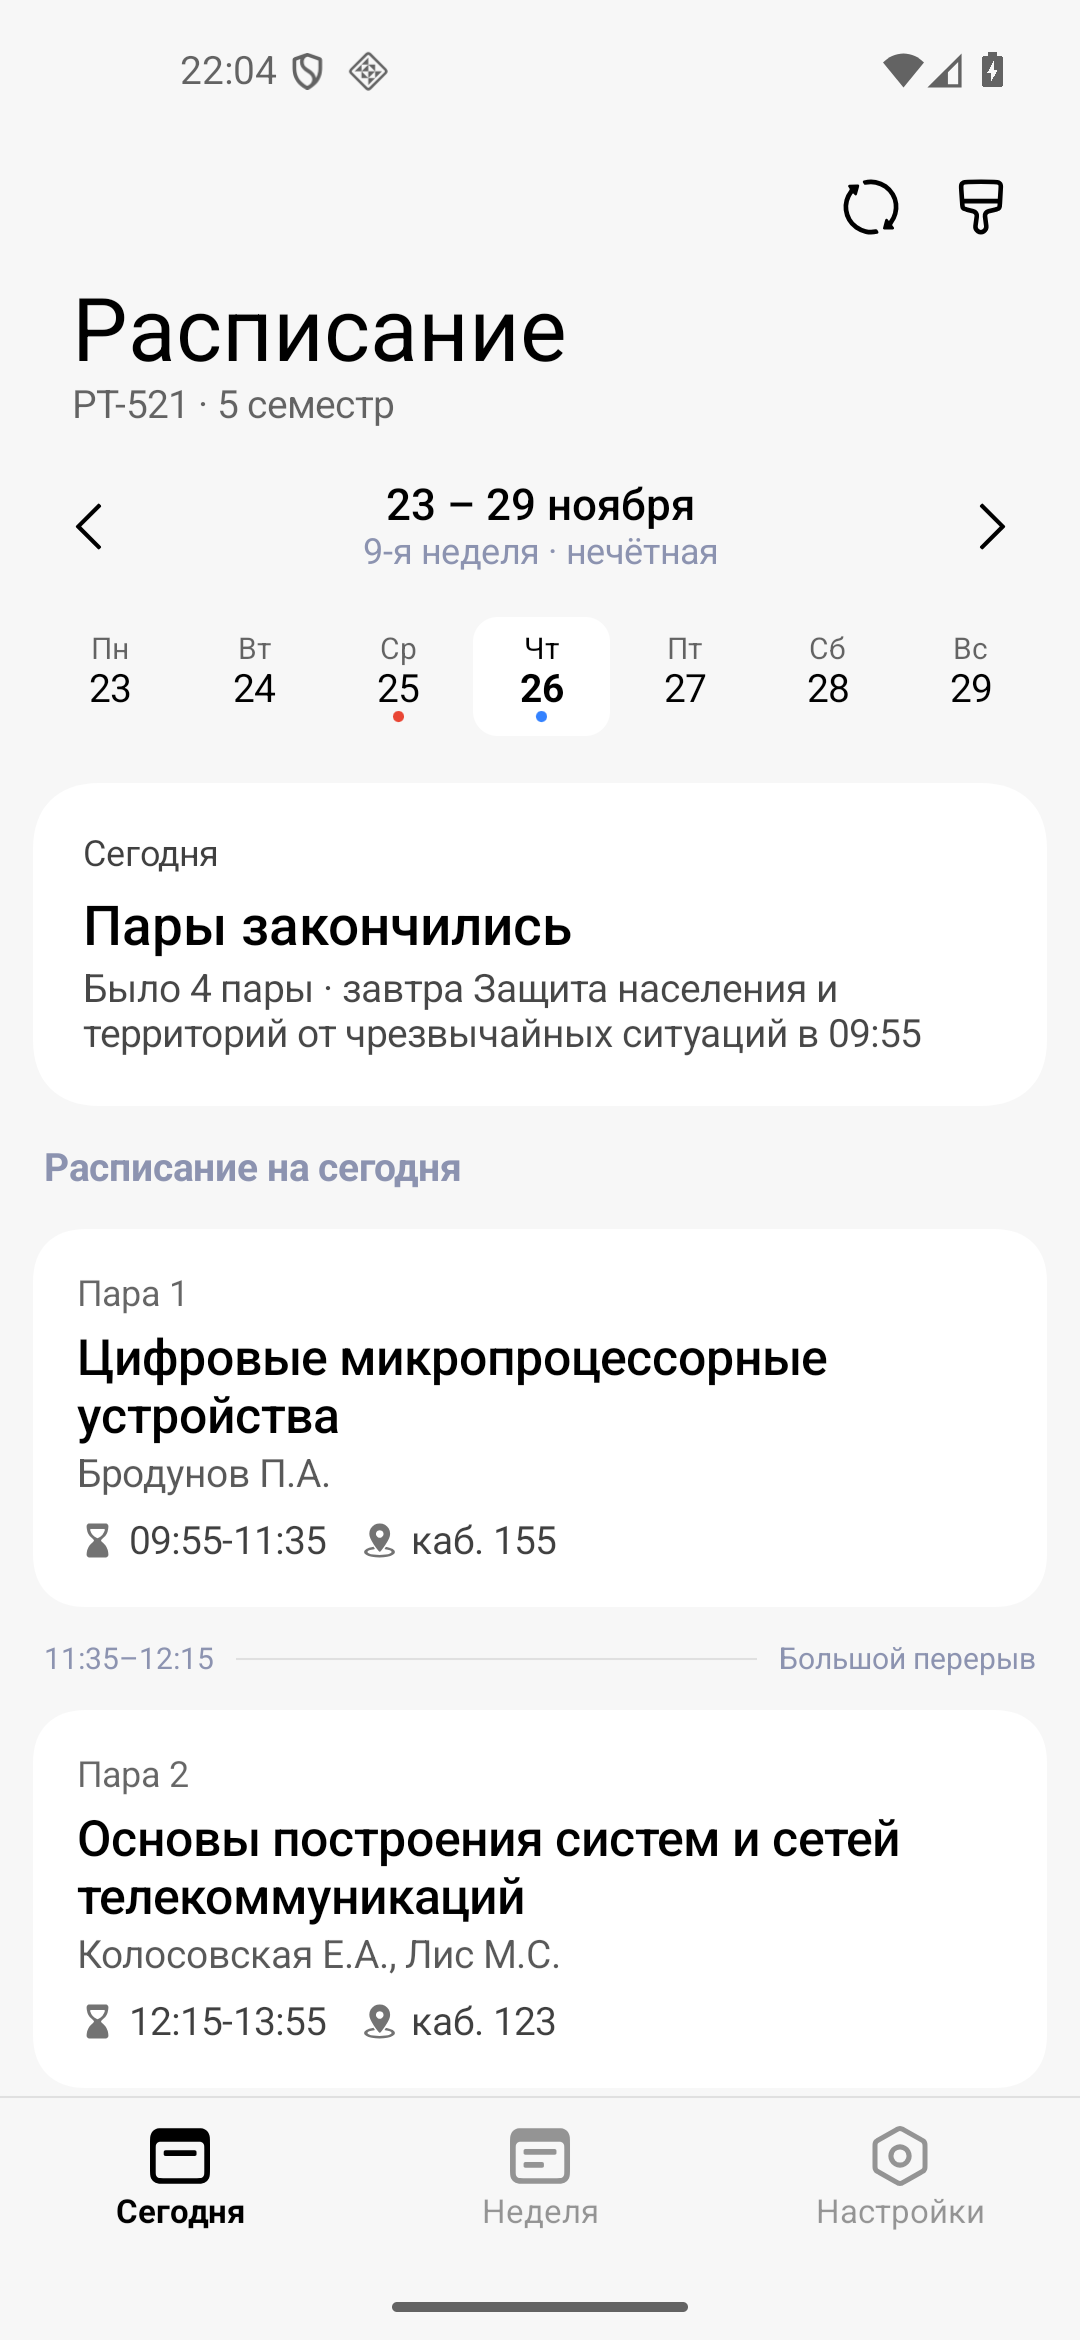 22:04
Расписание
РТ-521 · 5 семестр
23 – 29 ноября
9-я неделя · нечётная
Пн Вт Ср Чт Пт Сб Вс
23 24 25 26 27 28 29
Сегодня
Пары закончились
Было 4 пары · завтра Защита населения и
территорий от чрезвычайных ситуаций в 09:55
Расписание на сегодня
Пара 1
Цифровые микропроцессорные
устройства
Бродунов П.А.
09:55-11:35 каб. 155
11:35–12:15 Большой перерыв
Пара 2
Основы построения систем и сетей
телекоммуникаций
Колосовская Е.А., Лис М.С.
12:15-13:55 каб. 123
Сегодня Неделя Настройки